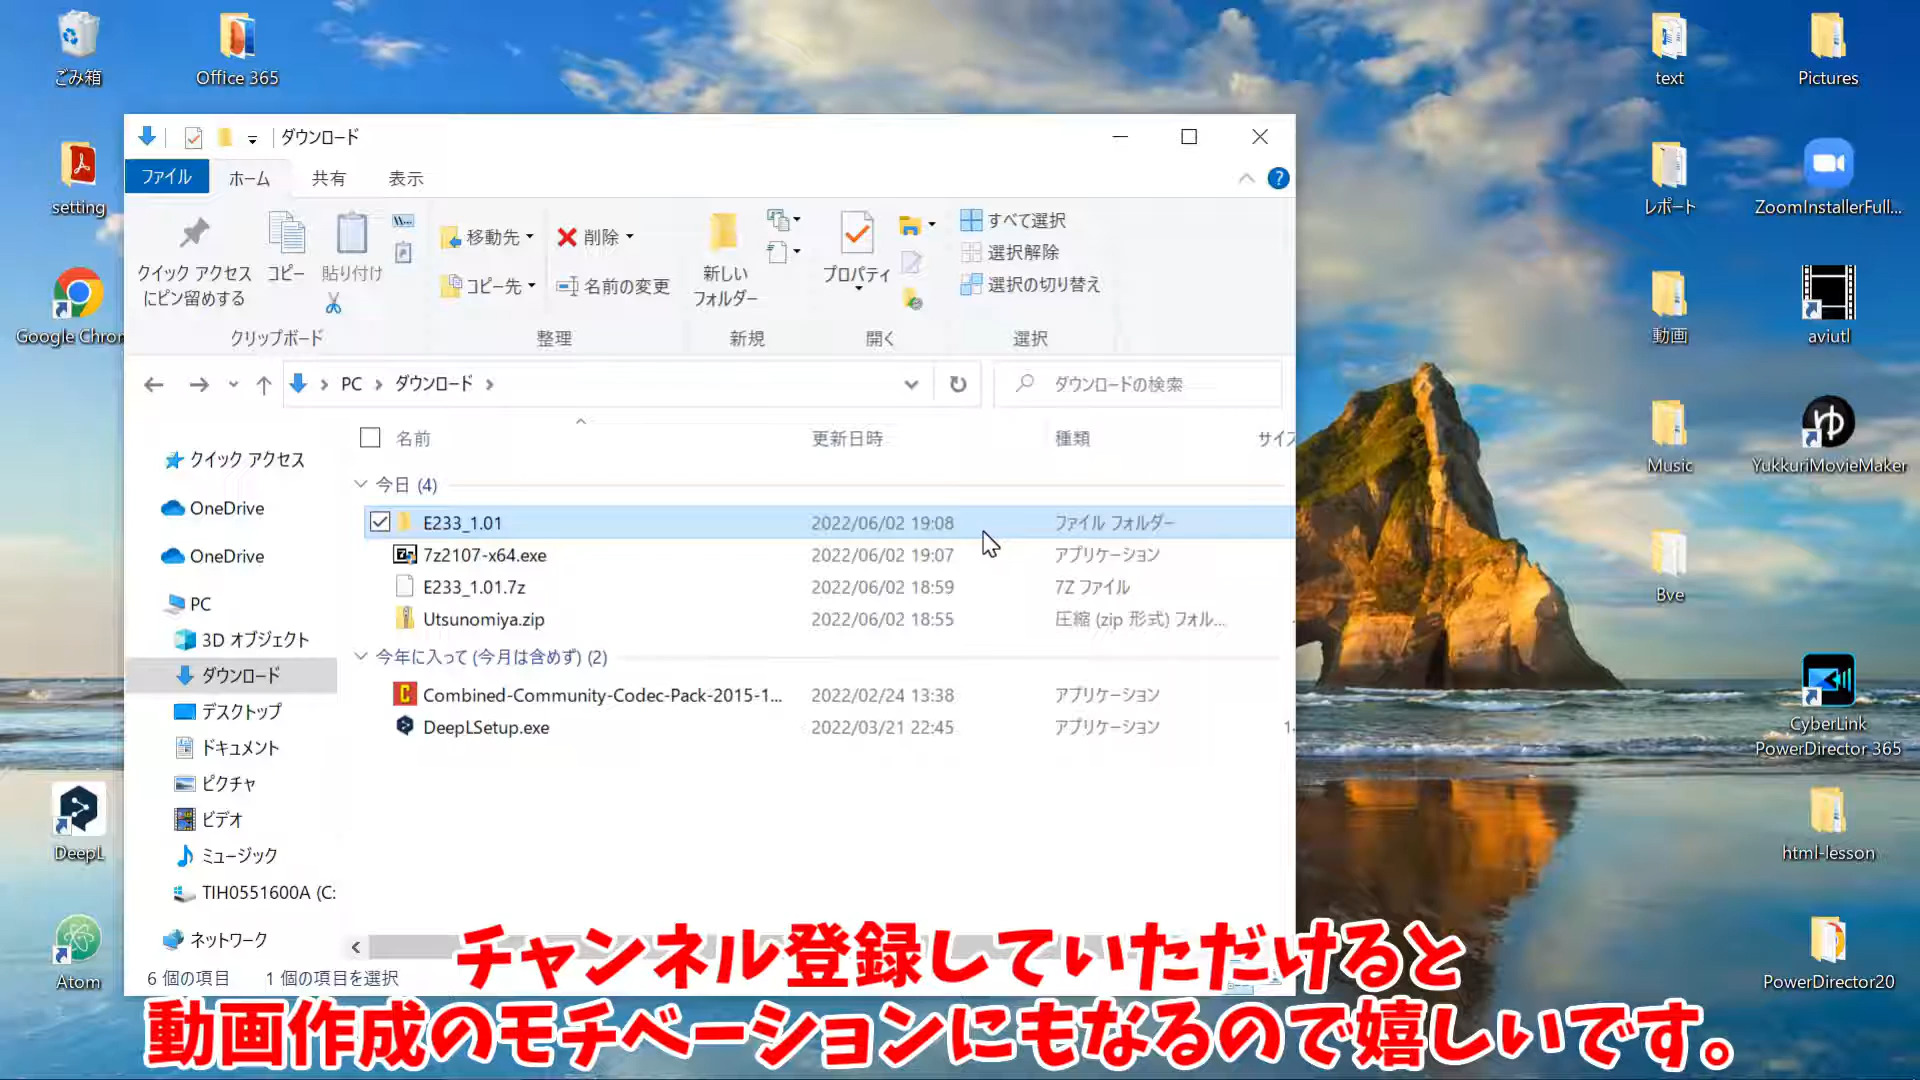 ごみ箱
Office 365
text
Pictures
setting
レポート
ZoomInstallerFull...
Google Chrom
動画
aviutl
Music
YukkuriMovieMaker
Bve
CyberLink
PowerDirector 365
DeepL
html-lesson
Atom
PowerDirector20
ダウンロード
ファイル
ホーム
共有
表示
クイック アクセス
にピン留めする
コピー
貼り付け
移動先
コピー先
削除
名前の変更
新しい
フォルダー
プロパティ
すべて選択
選択解除
選択の切り替え
クリップボード
整理
新規
開く
選択
PC
ダウンロード
ダウンロードの検索
名前
更新日時
種類
サイズ
クイック アクセス
OneDrive
OneDrive
PC
3D オブジェクト
ダウンロード
デスクトップ
ドキュメント
ピクチャ
ビデオ
ミュージック
TIH0551600A (C:
ネットワーク
今日 (4)
E233_1.01 2022/06/02 19:08 ファイル フォルダー
7z2107-x64.exe 2022/06/02 19:07 アプリケーション
E233_1.01.7z 2022/06/02 18:59 7Z ファイル
Utsunomiya.zip 2022/06/02 18:55 圧縮 (zip 形式) フォル...
今年に入って (今月は含めず) (2)
Combined-Community-Codec-Pack-2015-1... 2022/02/24 13:38 アプリケーション
DeepLSetup.exe 2022/03/21 22:45 アプリケーション
6 個の項目
1 個の項目を選択
チャンネル登録していただけると
動画作成のモチベーションにもなるので嬉しいです。